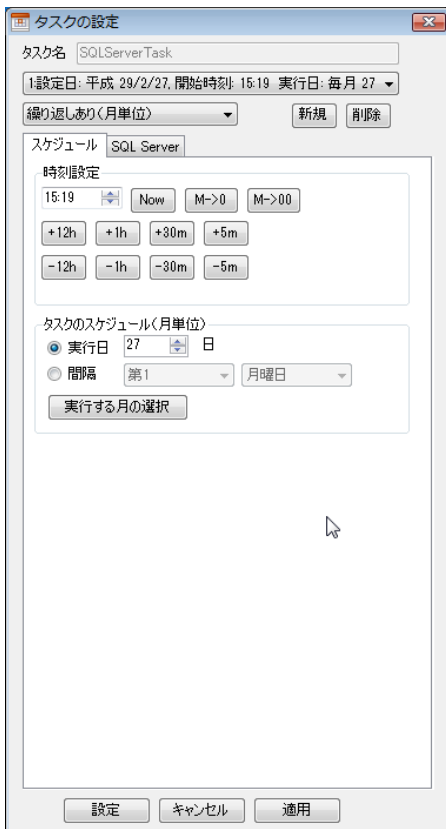 タスクの設定
タスク名 SQLServerTask
1:設定日: 平成 29/2/27, 開始時刻: 15:19 実行日: 毎月 27
繰り返しあり(月単位) 新規 削除
スケジュール SQL Server
時刻設定
15:19 Now M->0 M->00
+12h +1h +30m +5m
-12h -1h -30m -5m
タスクのスケジュール(月単位)
実行日 27 日
間隔 第1 月曜日
実行する月の選択
設定 キャンセル 適用